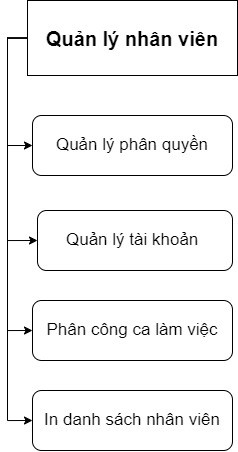 Quản lý nhân viên
Quản lý phân quyền
Quản lý tài khoản
Phân công ca làm việc
In danh sách nhân viên